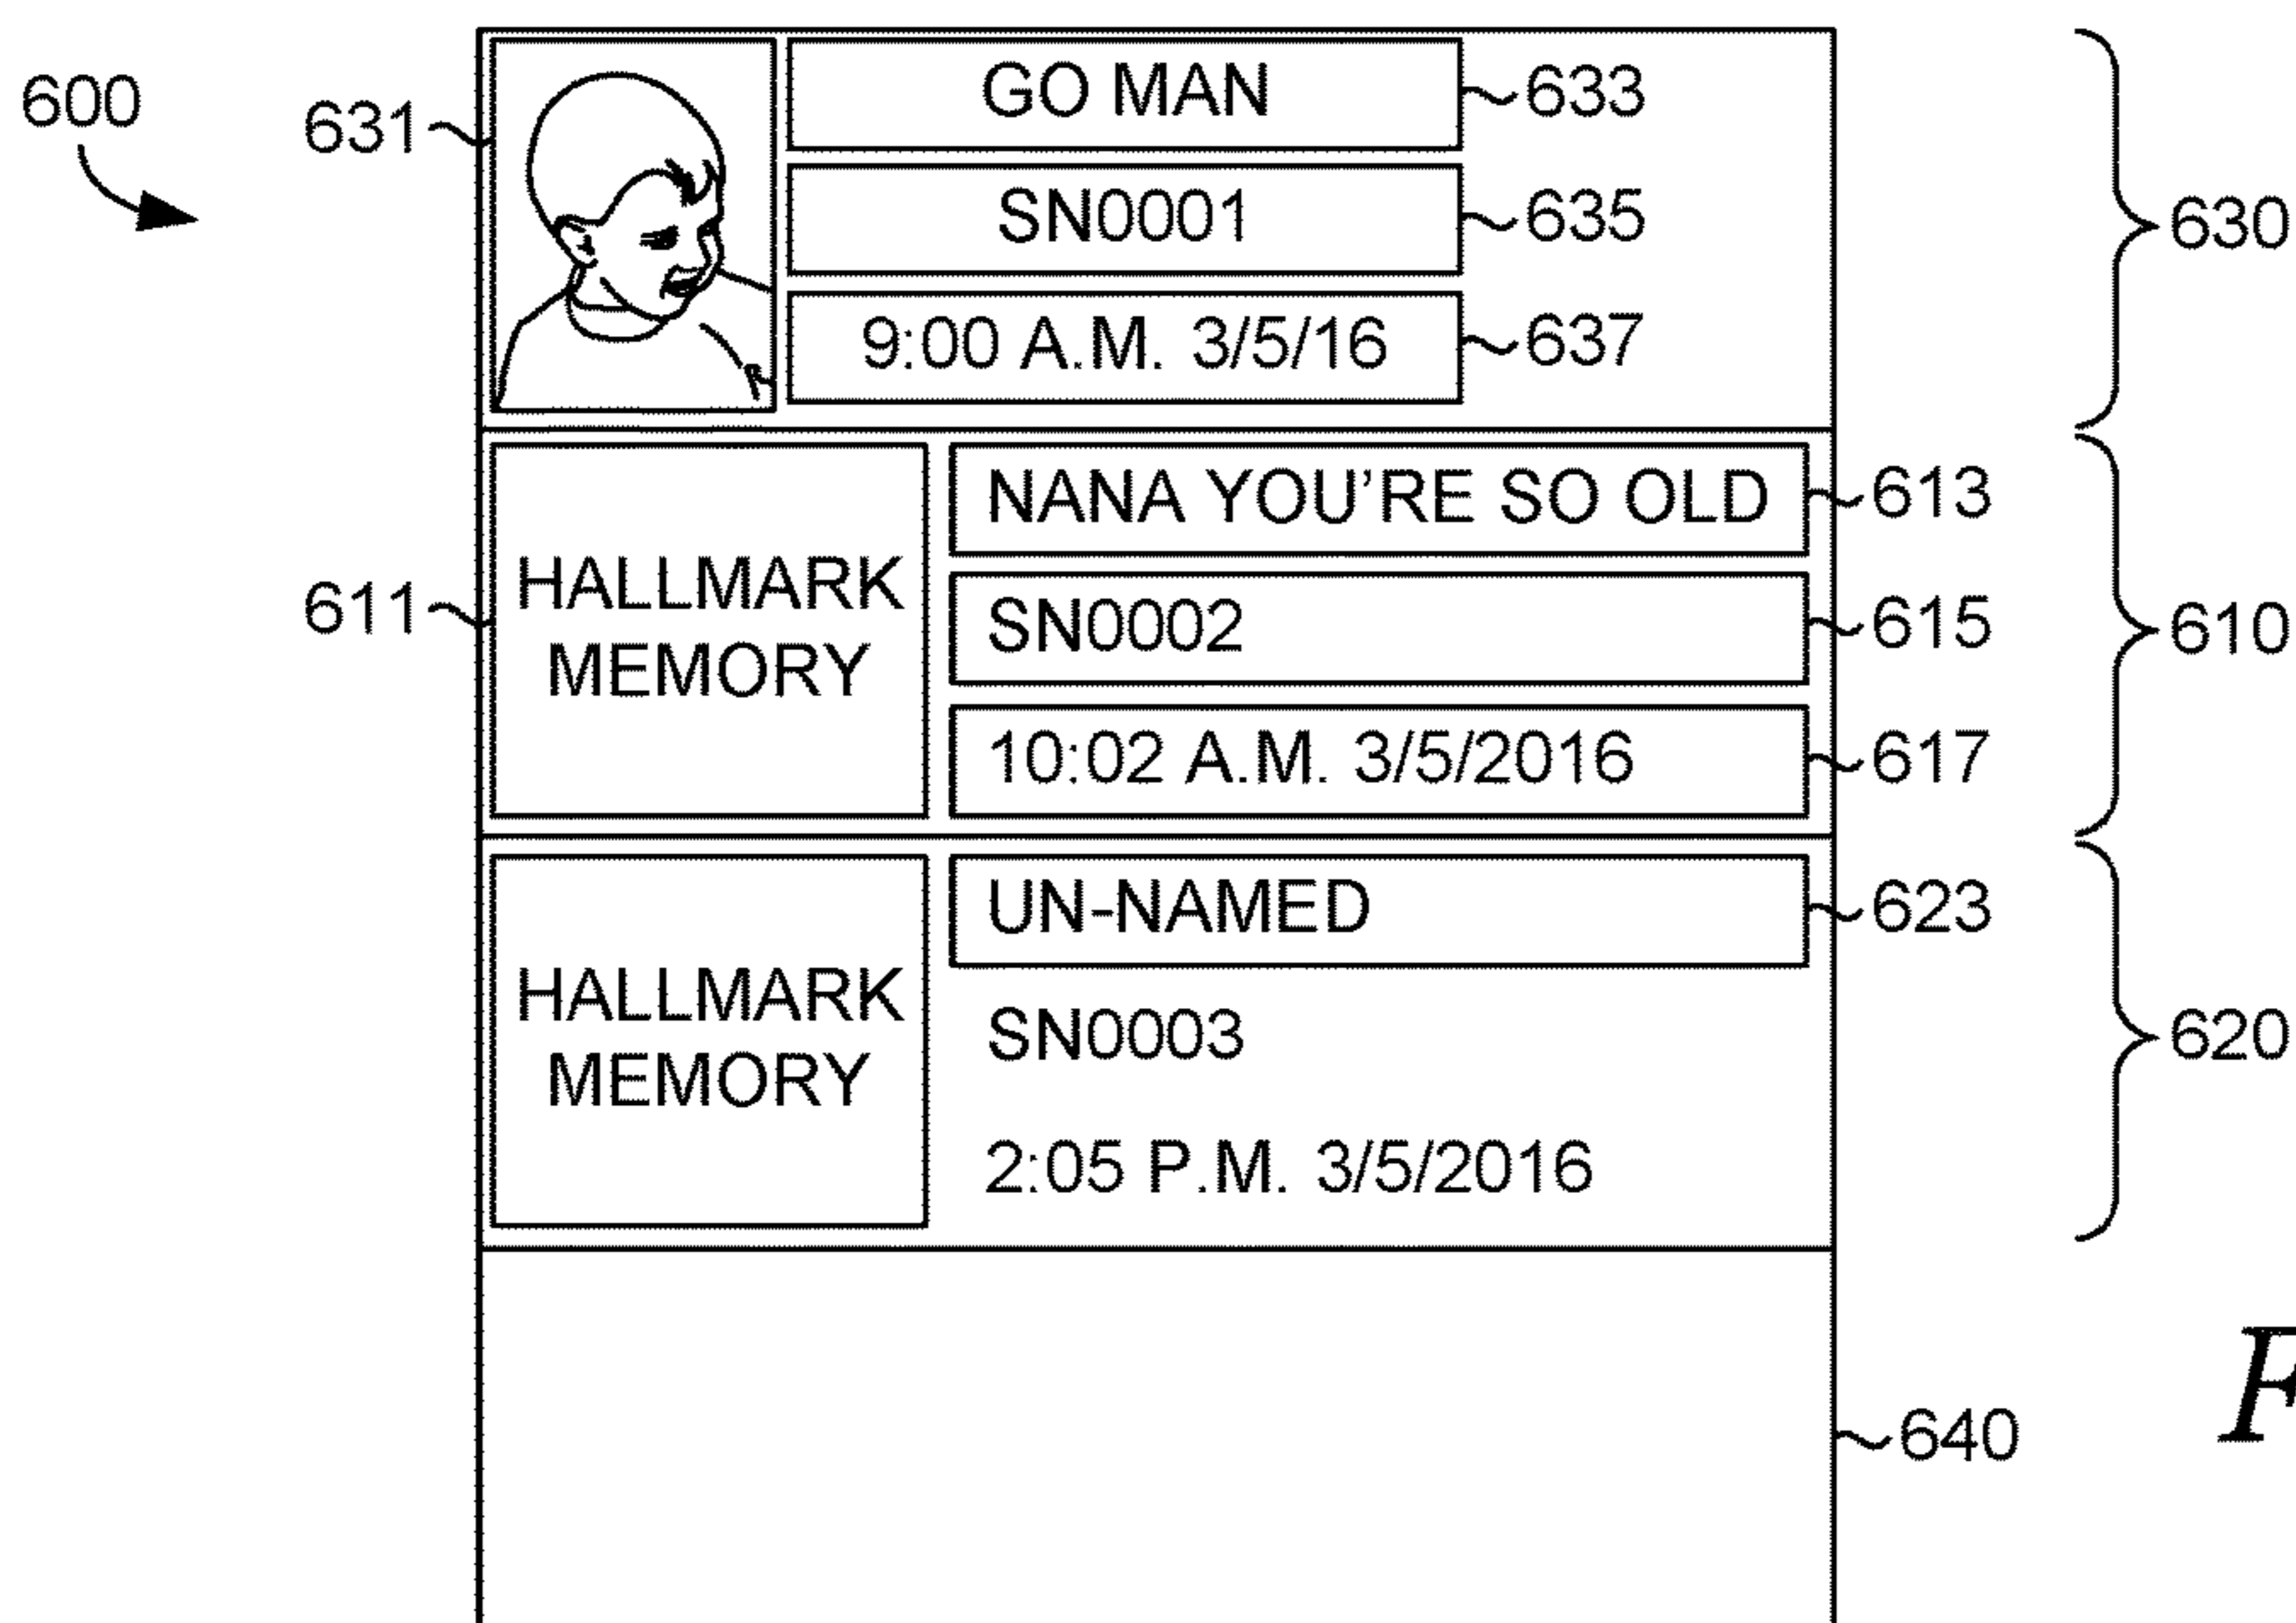 600
631
GO MAN
633
SN0001
635
9:00 A.M. 3/5/16
637
630
611
HALLMARK
MEMORY
NANA YOU'RE SO OLD
613
SN0002
615
10:02 A.M. 3/5/2016
617
610
HALLMARK
MEMORY
UN-NAMED
623
SN0003
2:05 P.M. 3/5/2016
620
640
F